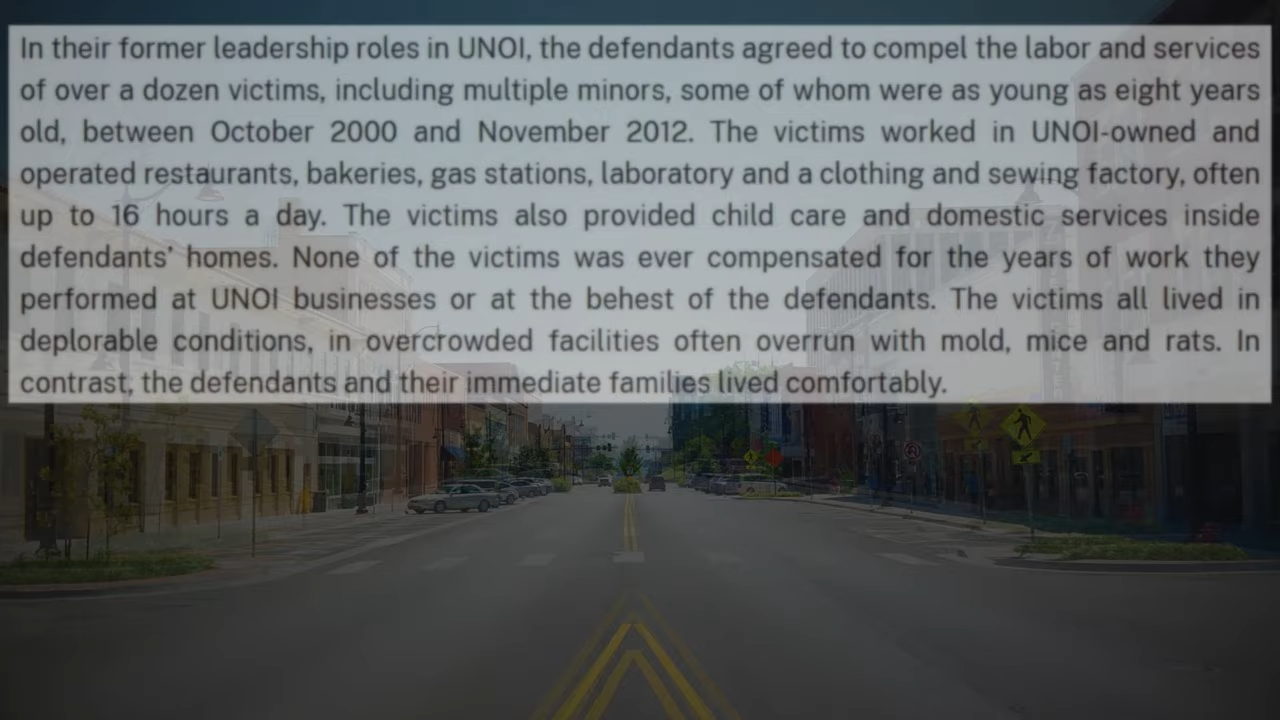 In their former leadership roles in UNOI, the defendants agreed to compel the labor and services
of over a dozen victims, including multiple minors, some of whom were as young as eight years
old, between October 2000 and November 2012. The victims worked in UNOI-owned and
operated restaurants, bakeries, gas stations, laboratory and a clothing and sewing factory, often
up to 16 hours a day. The victims also provided child care and domestic services inside
defendants’ homes. None of the victims was ever compensated for the years of work they
performed at UNOI businesses or at the behest of the defendants. The victims all lived in
deplorable conditions, in overcrowded facilities often overrun with mold, mice and rats. In
contrast, the defendants and their immediate families lived comfortably.